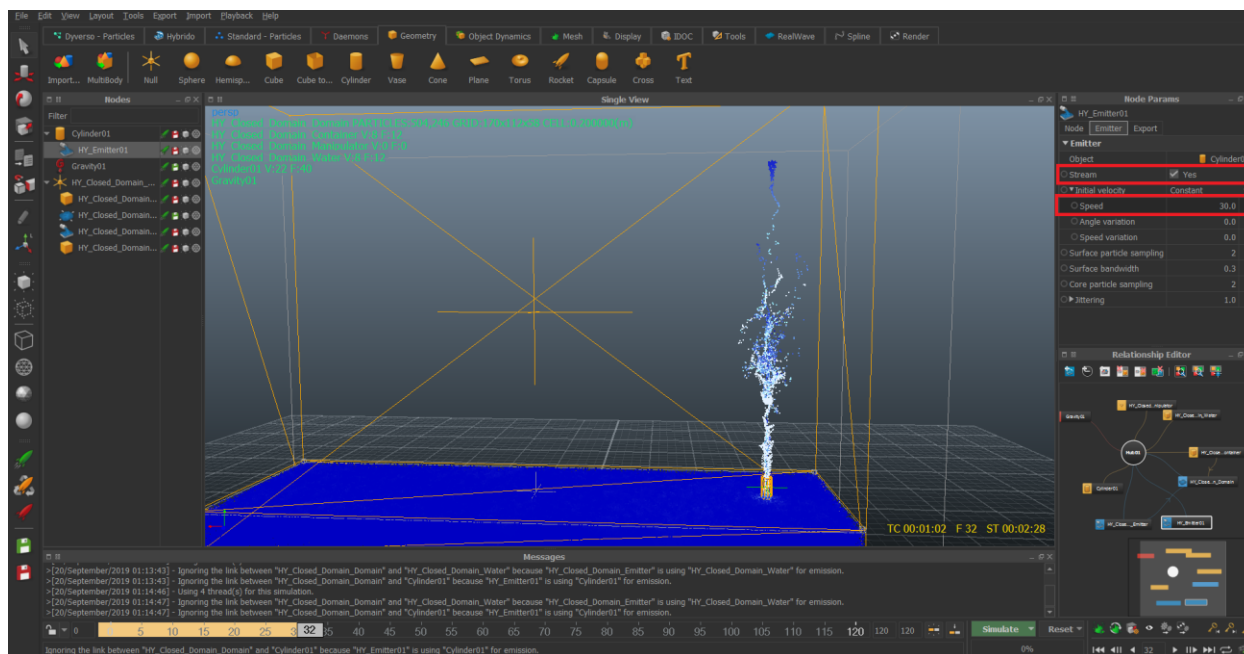 File Edit View Layout Tools Export Import Playback Help
Dyverso - Particles Hybrido Standard - Particles Daemons Geometry Object Dynamics Mesh Display IDOC Tools RealWave Spline Render
Import... MultiBody Null Sphere Hemisp... Cube Cube to... Cylinder Vase Cone Plane Torus Rocket Capsule Cross Text
Nodes
Filter
Cylinder01
HY_Emitter01
Gravity01
HY_Closed_Domain_...
HY_Closed_Domain...
HY_Closed_Domain...
HY_Closed_Domain...
HY_Closed_Domain...
Single View
HY_Closed_Domain_Container V:8 F:12
HY_Closed_Domain_Manipulator V:0 F:0
HY_Closed_Domain_Water V:8 F:12
Cylinder01 V:22 F:40
Gravity01
TC 00:01:02 F 32 ST 00:02:28
Node Params
HY_Emitter01
Node Emitter Export
Emitter
Object Cylinder0
Stream Yes
Initial velocity Constant
Speed 30.0
Angle variation 0.0
Speed variation 0.0
Surface particle sampling 2
Surface bandwidth 0.3
Core particle sampling 2
Jittering 1.0
Relationship Editor
Gravity01
HY_Close...in_Water
Hub01
Cylinder01
HY_Close...n_Domain
HY_Emitter01
Messages
>[20/September/2019 01:13:43] - Ignoring the link between "HY_Closed_Domain_Domain" and "HY_Closed_Domain_Water" because "HY_Closed_Domain_Emitter" is using "HY_Closed_Domain_Water" for emission.
>[20/September/2019 01:13:43] - Ignoring the link between "HY_Closed_Domain_Domain" and "Cylinder01" because "HY_Emitter01" is using "Cylinder01" for emission.
>[20/September/2019 01:14:46] - Using 4 thread(s) for this simulation.
>[20/September/2019 01:14:47] - Ignoring the link between "HY_Closed_Domain_Domain" and "HY_Closed_Domain_Water" because "HY_Closed_Domain_Emitter" is using "HY_Closed_Domain_Water" for emission.
>[20/September/2019 01:14:47] - Ignoring the link between "HY_Closed_Domain_Domain" and "Cylinder01" because "HY_Emitter01" is using "Cylinder01" for emission.
0 5 10 15 20 25 32 35 40 45 50 55 60 65 70 75 80 85 90 95 100 105 110 115 120 120 120 Simulate Reset
Ignoring the link between "HY_Closed_Domain_Domain" and "Cylinder01" because "HY_Emitter01" is using "Cylinder01" for emission. 0% 32